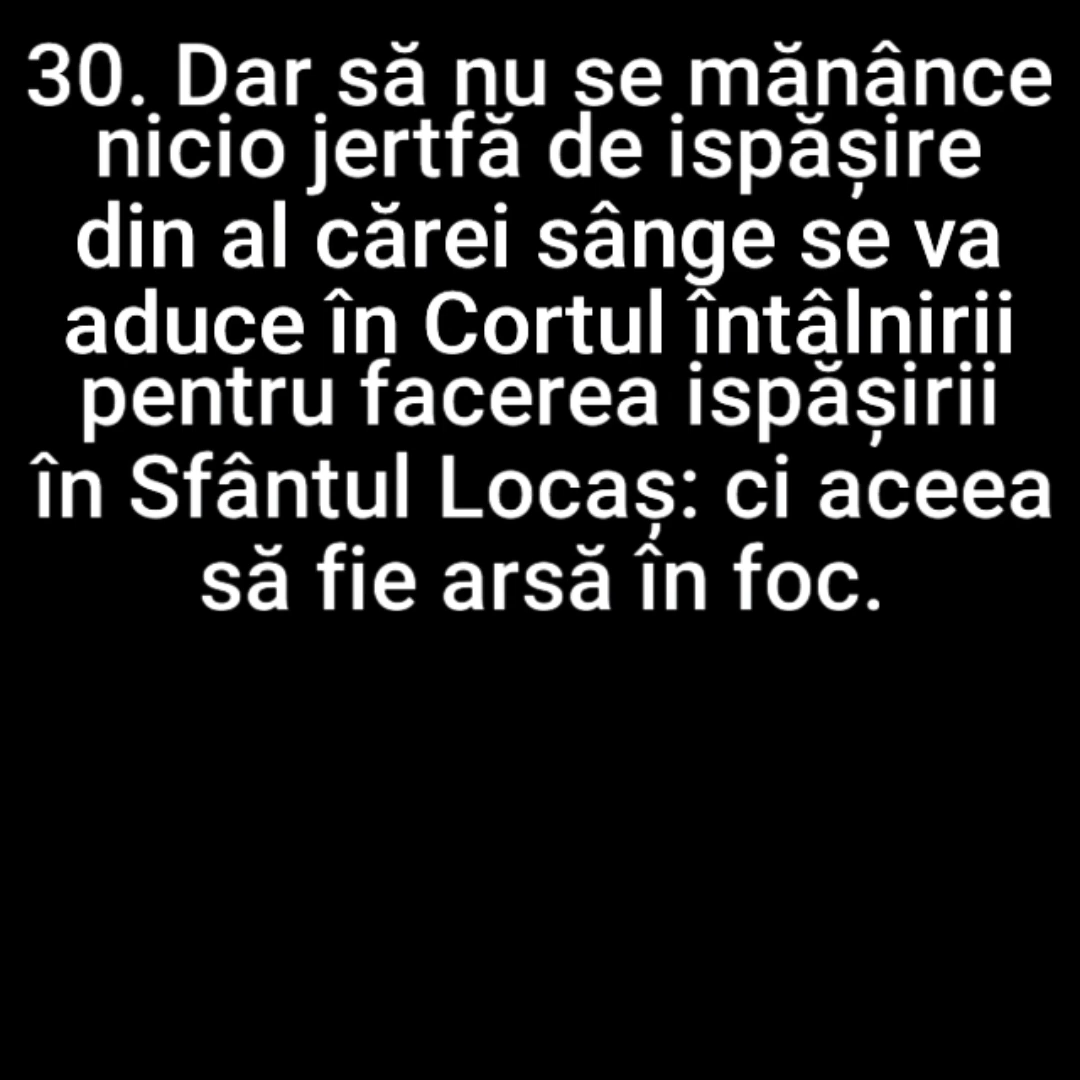 30. Dar să nu se mănânce
nicio jertfă de ispășire
din al cărei sânge se va
aduce în Cortul întâlnirii
pentru facerea ispășirii
în Sfântul Locaș: ci aceea
să fie arsă în foc.